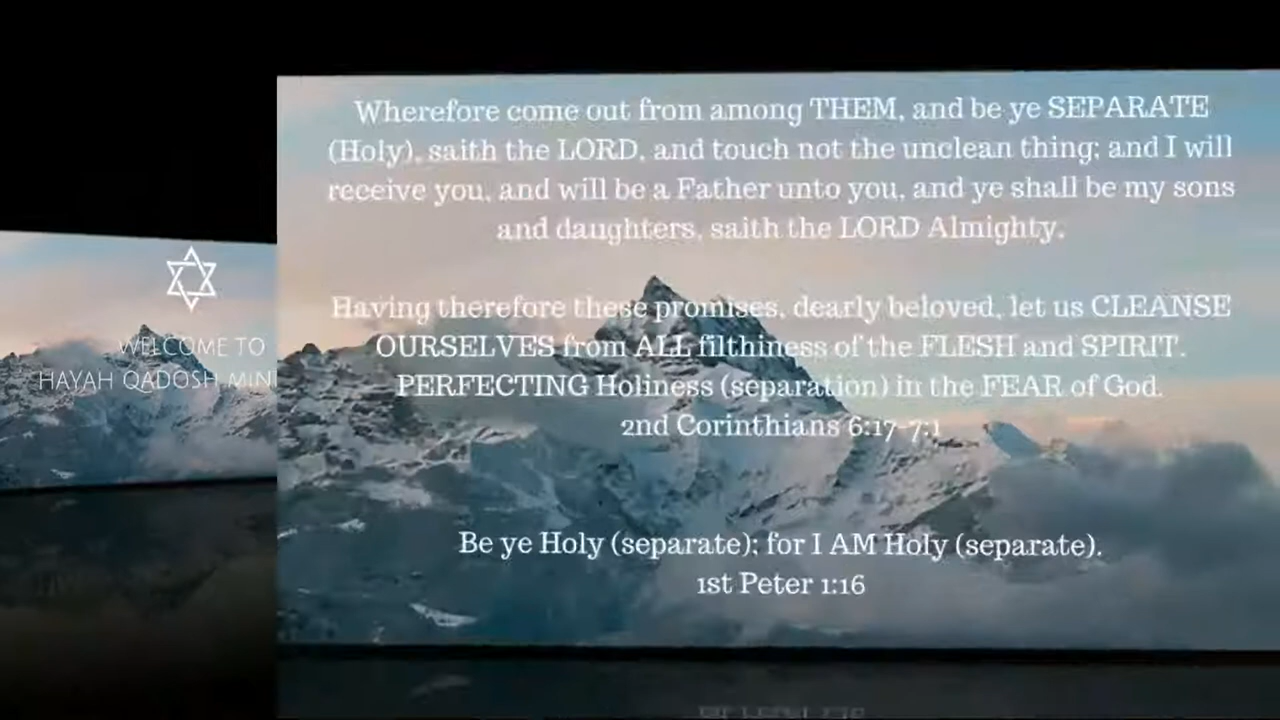 Wherefore come out from among THEM, and be ye SEPARATE
(Holy), saith the LORD, and touch not the unclean thing; and I will
receive you, and will be a Father unto you, and ye shall be my sons
and daughters, saith the LORD Almighty.
Having therefore these promises, dearly beloved, let us CLEANSE
OURSELVES from ALL filthiness of the FLESH and SPIRIT.
PERFECTING Holiness (separation) in the FEAR of God.
2nd Corinthians 6:17-7:1
Be ye Holy (separate); for I AM Holy (separate).
1st Peter 1:16
WELCOME TO
HAYAH QADOSH MIN